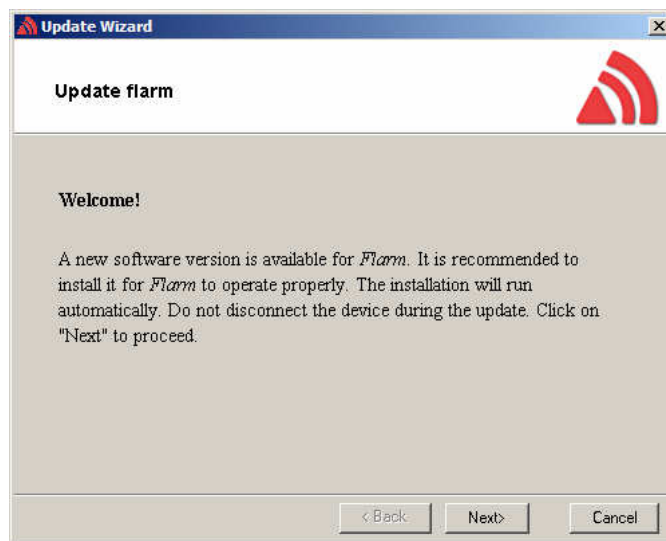 Update Wizard
Update flarm
Welcome!
A new software version is available for Flarm. It is recommended to
install it for Flarm to operate properly. The installation will run
automatically. Do not disconnect the device during the update. Click on
"Next" to proceed.
< Back
Next>
Cancel